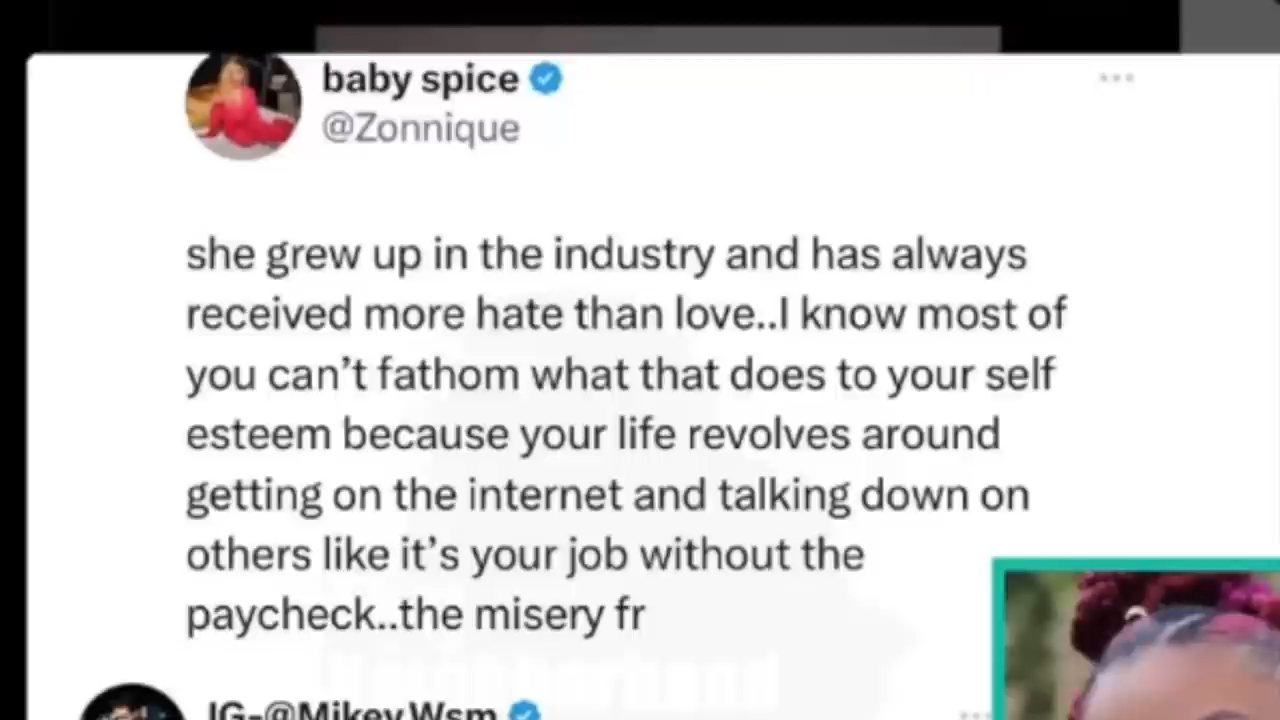 baby spice
@Zonnique
she grew up in the industry and has always
received more hate than love..I know most of
you can’t fathom what that does to your self
esteem because your life revolves around
getting on the internet and talking down on
others like it’s your job without the
paycheck..the misery fr
IG-@Mikey.Wsm